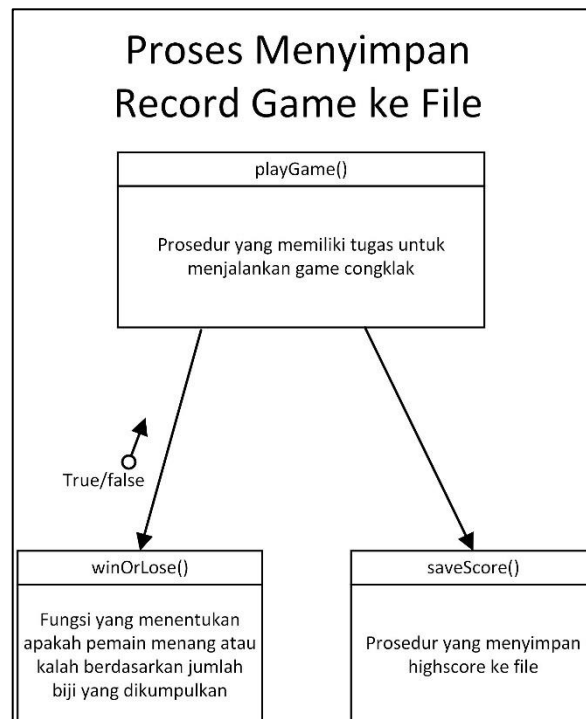 Proses Menyimpan
Record Game ke File
playGame()
Prosedur yang memiliki tugas untuk
menjalankan game congklak
True/false
winOrLose()
Fungsi yang menentukan
apakah pemain menang atau
kalah berdasarkan jumlah
biji yang dikumpulkan
saveScore()
Prosedur yang menyimpan
highscore ke file